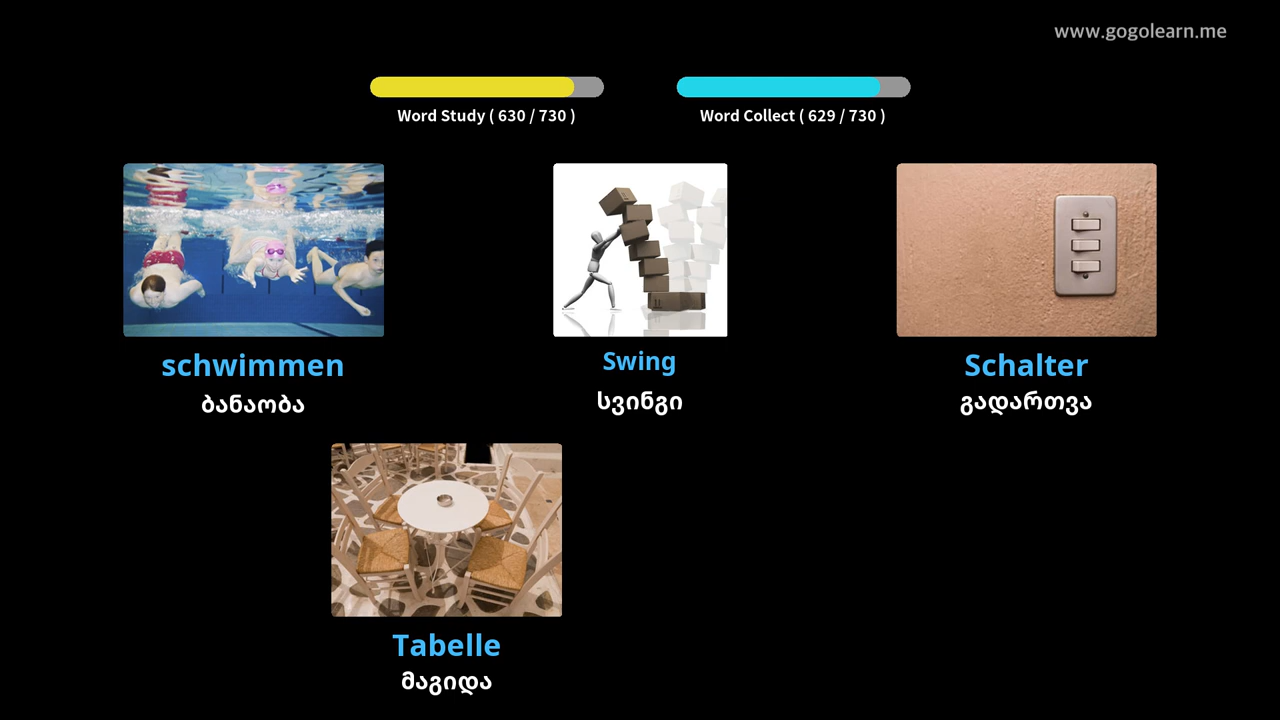 www.gogolearn.me
Word Study ( 630 / 730 )
Word Collect ( 629 / 730 )
schwimmen
ბანაობა
Swing
სვინგი
Schalter
გადართვა
Tabelle
მაგიდა